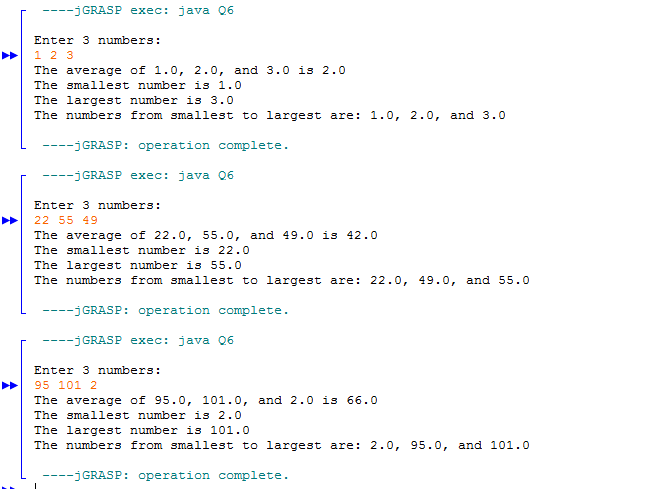 ----jGRASP exec: java Q6
Enter 3 numbers:
1 2 3
The average of 1.0, 2.0, and 3.0 is 2.0
The smallest number is 1.0
The largest number is 3.0
The numbers from smallest to largest are: 1.0, 2.0, and 3.0
----jGRASP: operation complete.
----jGRASP exec: java Q6
Enter 3 numbers:
22 55 49
The average of 22.0, 55.0, and 49.0 is 42.0
The smallest number is 22.0
The largest number is 55.0
The numbers from smallest to largest are: 22.0, 49.0, and 55.0
----jGRASP: operation complete.
----jGRASP exec: java Q6
Enter 3 numbers:
95 101 2
The average of 95.0, 101.0, and 2.0 is 66.0
The smallest number is 2.0
The largest number is 101.0
The numbers from smallest to largest are: 2.0, 95.0, and 101.0
----jGRASP: operation complete.